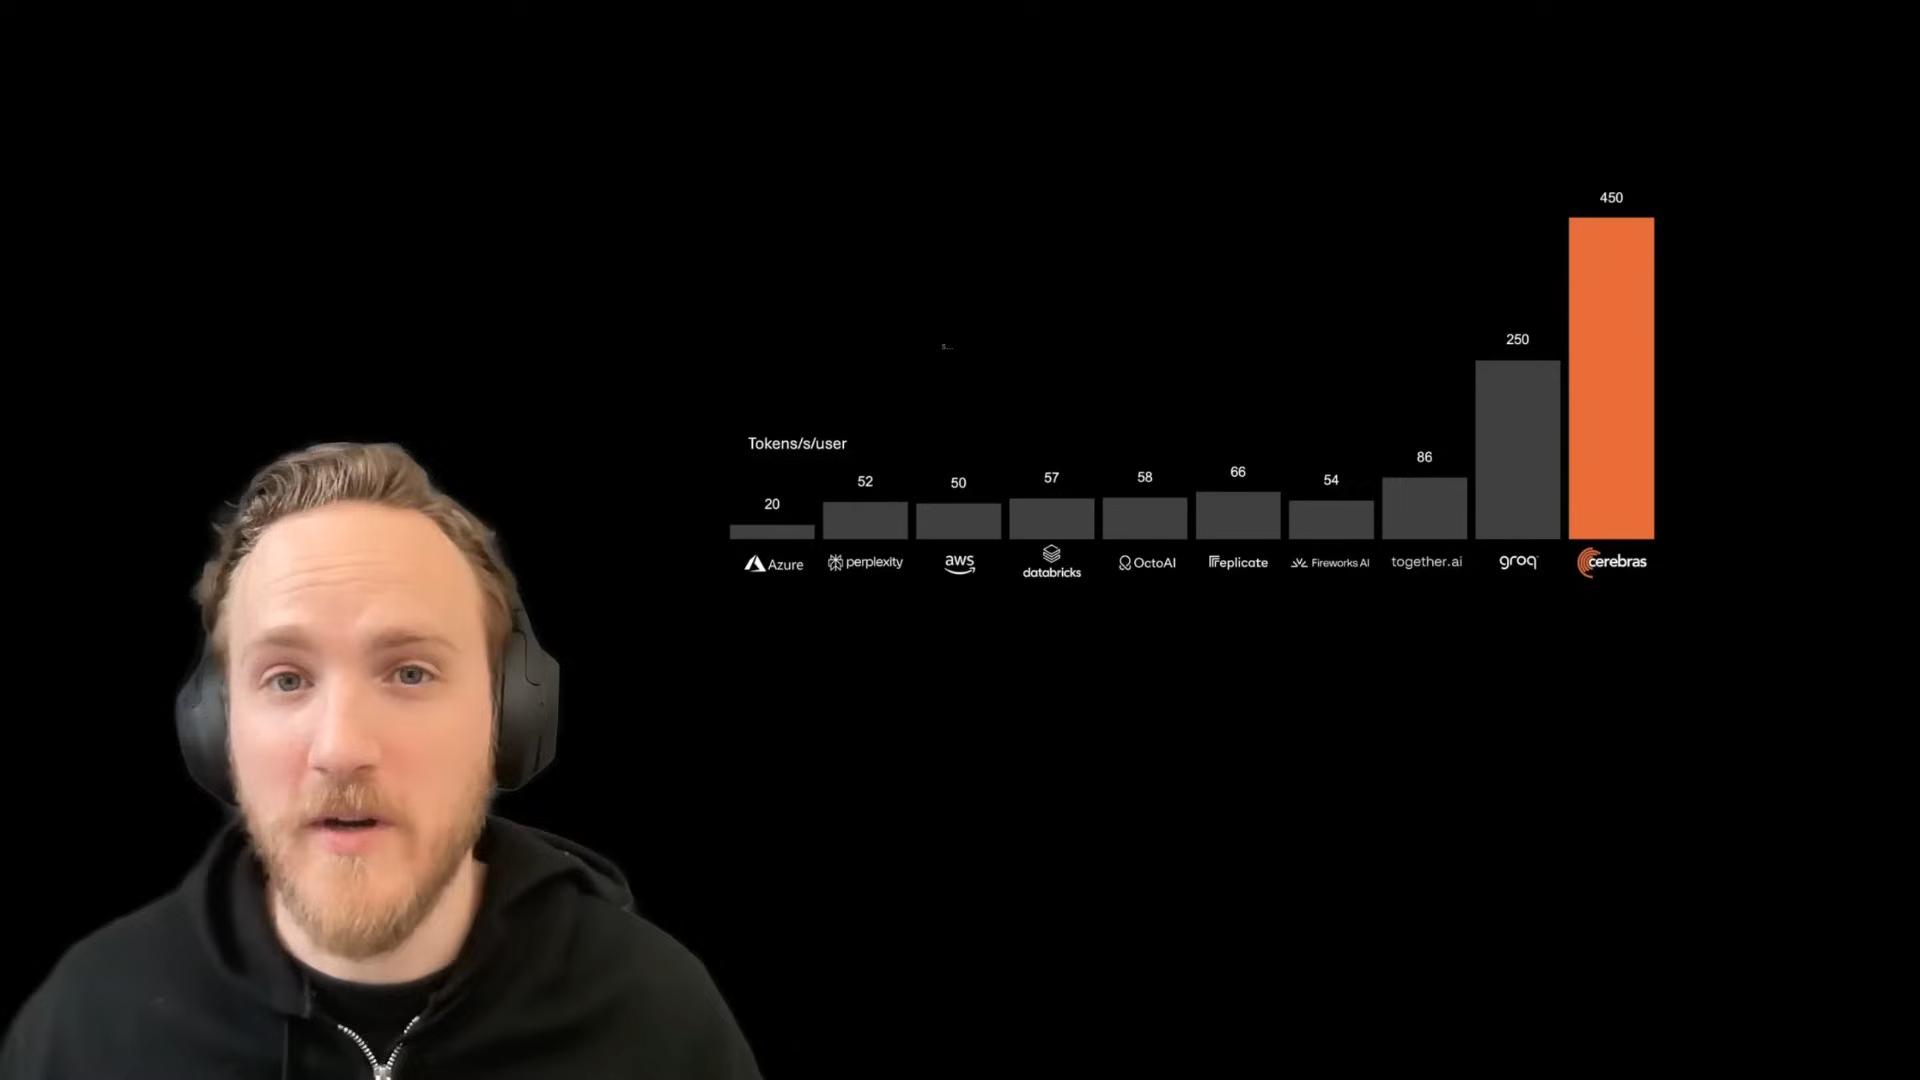 450
250
s...
Tokens/s/user
20
52
50
57
58
66
54
86
Azure
perplexity
aws
databricks
OctoAI
Replicate
Fireworks AI
together.ai
groq
cerebras